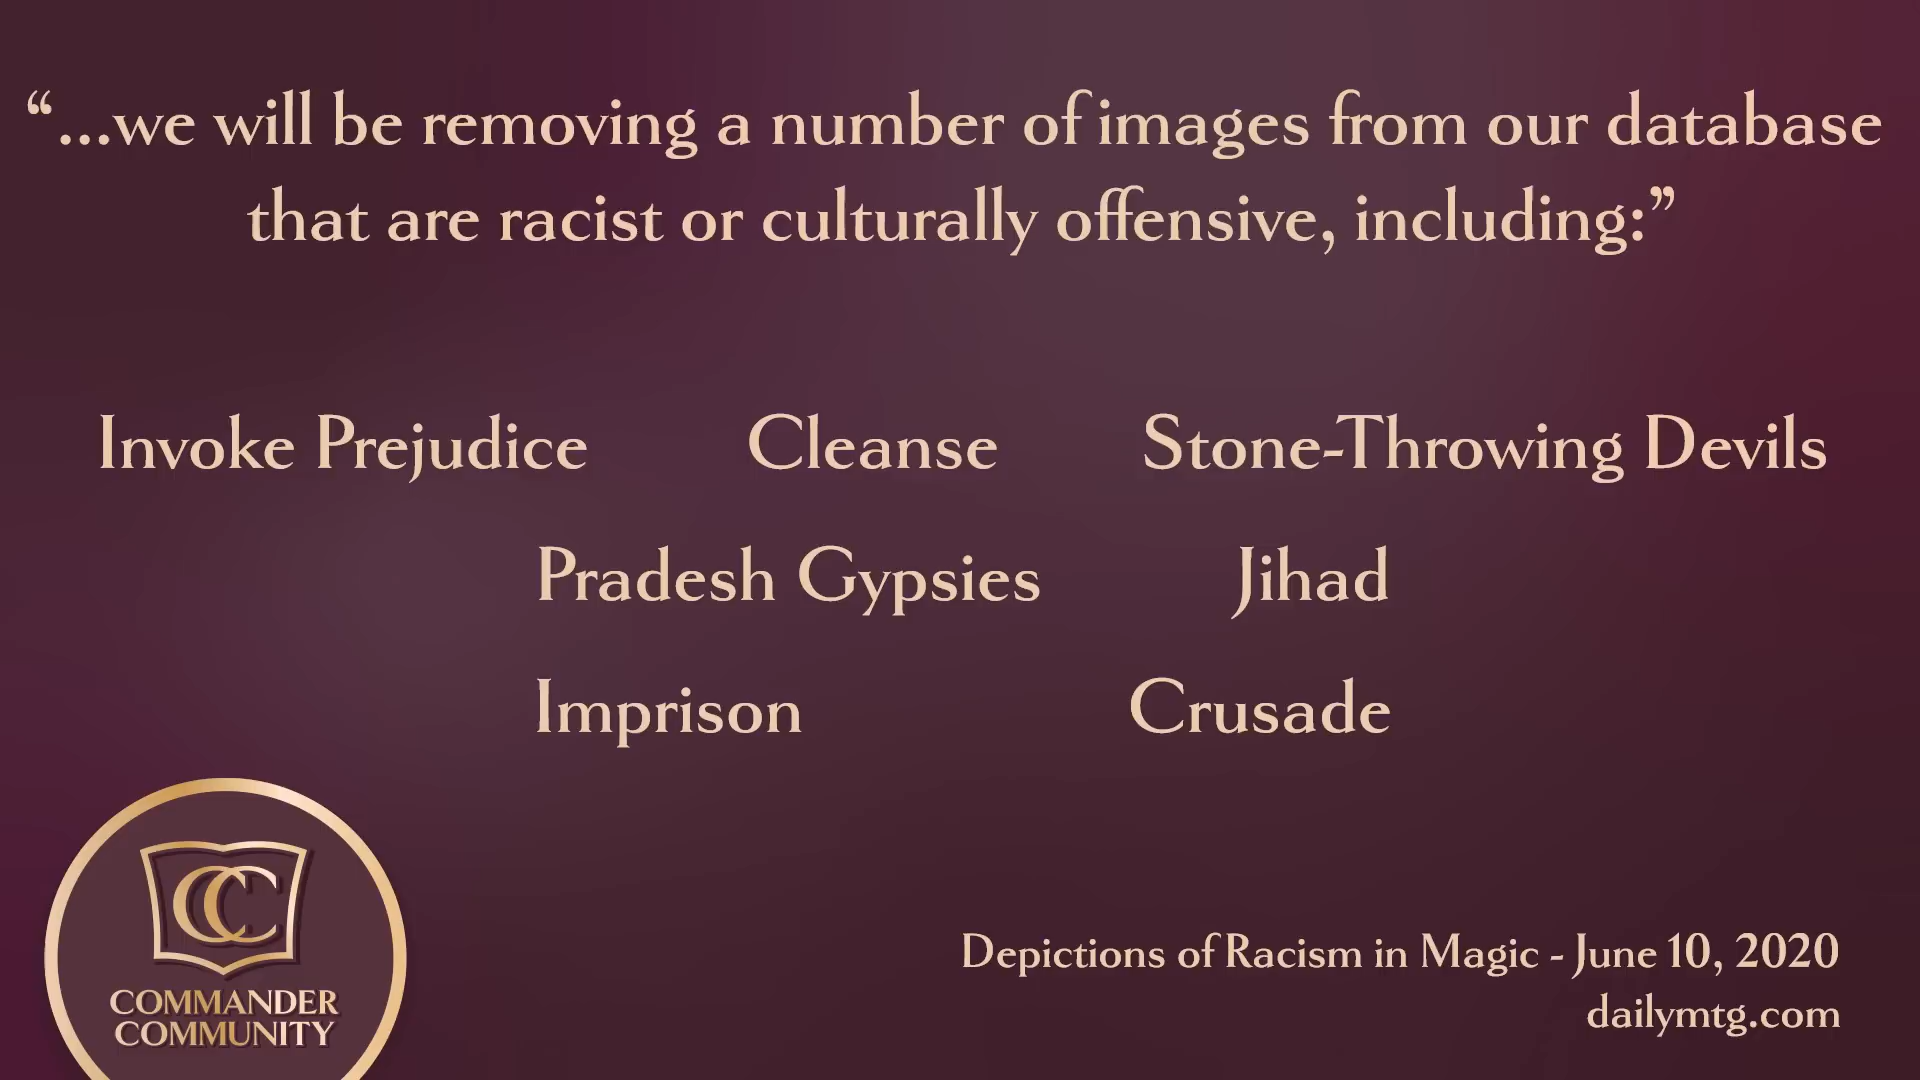 “...we will be removing a number of images from our database
that are racist or culturally offensive, including:”
Invoke Prejudice Cleanse Stone-Throwing Devils
Pradesh Gypsies Jihad
Imprison Crusade
CC
COMMANDER
COMMUNITY
Depictions of Racism in Magic - June 10, 2020
dailymtg.com